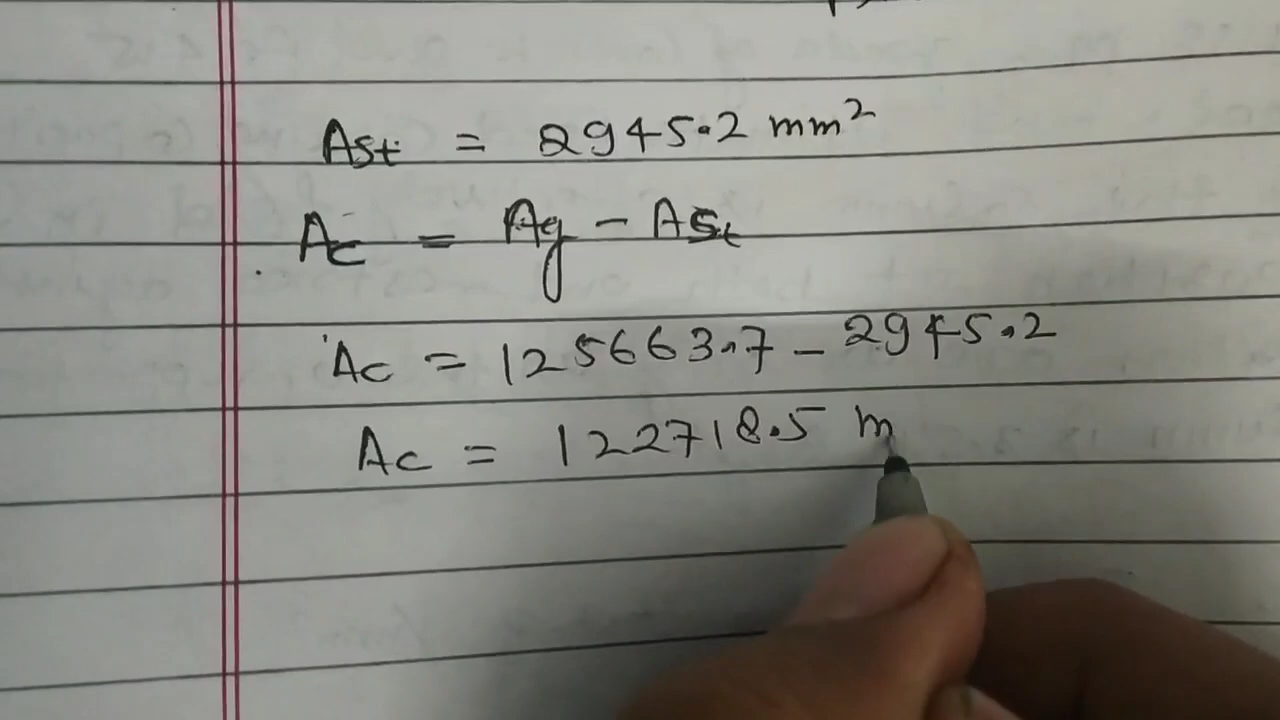 Ast = 2945.2 mm²
Ac = Ag - Ast
Ac = 125663.7 - 2945.2
Ac = 122718.5 m